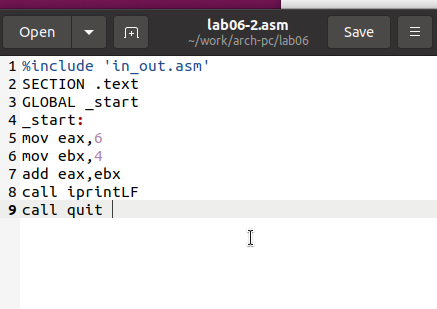 Open
lab06-2.asm
~/work/arch-pc/lab06
Save
1 %include 'in_out.asm'
2 SECTION .text
3 GLOBAL _start
4 _start:
5 mov eax,6
6 mov ebx,4
7 add eax,ebx
8 call iprintLF
9 call quit